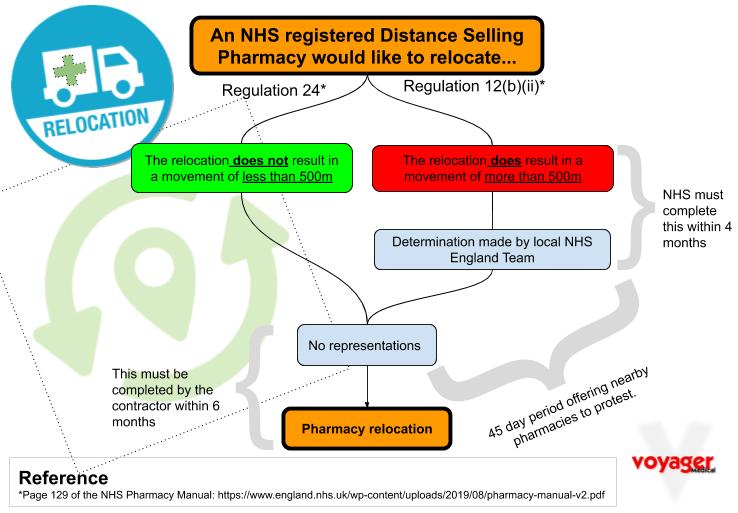 An NHS registered Distance Selling
Pharmacy would like to relocate...
RELOCATION
Regulation 24*
Regulation 12(b)(ii)*
The relocation does not result in
a movement of less than 500m
The relocation does result in a
movement of more than 500m
NHS must
complete
this within 4
months
Determination made by local NHS
England Team
No representations
This must be
completed by the
contractor within 6
months
45 day period offering nearby
pharmacies to protest.
Pharmacy relocation
Reference
*Page 129 of the NHS Pharmacy Manual: https://www.england.nhs.uk/wp-content/uploads/2019/08/pharmacy-manual-v2.pdf
voyager
Medical